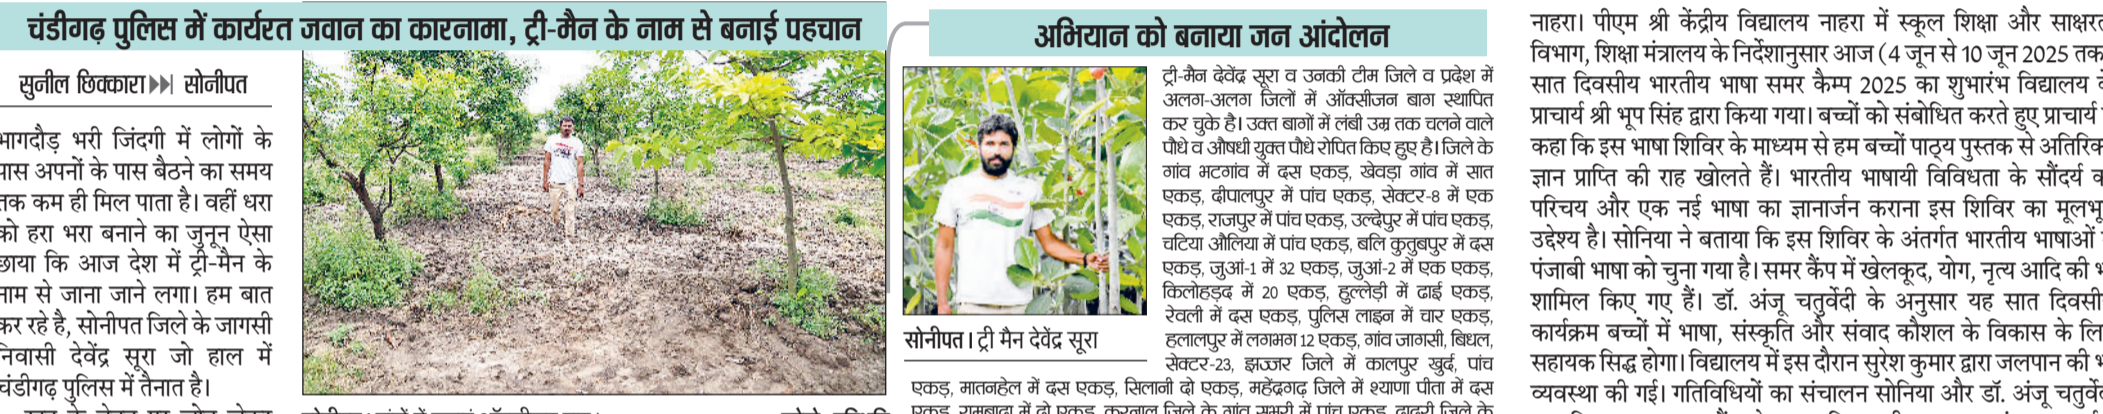 चंडीगढ़ पुलिस में कार्यरत जवान का कारनामा, ट्री-मैन के नाम से बनाई पहचान
सुनील छिक्कारा सोनीपत
भागदौड़ भरी जिंदगी में लोगों के
पास अपनों के पास बैठने का समय
तक कम ही मिल पाता है। वहीं धरा
को हरा भरा बनाने का जुनून ऐसा
छाया कि आज देश में ट्री-मैन के
नाम से जाना जाने लगा। हम बात
कर रहे है, सोनीपत जिले के जागसी
निवासी देवेंद्र सूरा जो हाल में
चंडीगढ़ पुलिस में तैनात है।
अभियान को बनाया जन आंदोलन
सोनीपत। ट्री मैन देवेंद्र सूरा
ट्री-मैन देवेंद्र सूरा व उनकी टीम जिले व प्रदेश में
अलग-अलग जिलों में ऑक्सीजन बाग स्थापित
कर चुके है। उक्त बागों में लंबी उम्र तक चलने वाले
पौधे व औषधी युक्त पौधे रोपित किए हुए है। जिले के
गांव भटगांव में दस एकड़, खेवड़ा गांव में सात
एकड़, दीपालपुर में पांच एकड़, सेक्टर-8 में एक
एकड़, राजपुर में पांच एकड़, उल्देपुर में पांच एकड़,
चटिया औलिया में पांच एकड़, बलि कुतुबपुर में दस
एकड़, जुआं-1 में 32 एकड़, जुआं-2 में एक एकड़,
किलोहड़द में 20 एकड़, हुल्लेड़ी में ढाई एकड़,
रेवली में दस एकड़, पुलिस लाइन में चार एकड़,
हलालपुर में लगभग 12 एकड़, गांव जागसी, बिधल,
सेक्टर-23, झज्जर जिले में कालपुर खुर्द, पांच
एकड़, मातनहेल में दस एकड़, सिलानी दो एकड़, महेंद्रगढ़ जिले में श्याणा पीता में दस
नाहरा। पीएम श्री केंद्रीय विद्यालय नाहरा में स्कूल शिक्षा और
विभाग, शिक्षा मंत्रालय के निर्देशानुसार आज (4 जून से 10 जून 2025 तक
सात दिवसीय भारतीय भाषा समर कैम्प 2025 का शुभारंभ विद्यालय
प्राचार्य श्री भूप सिंह द्वारा किया गया। बच्चों को संबोधित करते हुए प्राचार्य
कहा कि इस भाषा शिविर के माध्यम से हम बच्चों पाठ्य पुस्तक से
ज्ञान प्राप्ति की राह खोलते हैं। भारतीय भाषायी विविधता के सौंदर्य
परिचय और एक नई भाषा का ज्ञानार्जन कराना इस शिविर का
उद्देश्य है। सोनिया ने बताया कि इस शिविर के अंतर्गत भारतीय भाषाओं
पंजाबी भाषा को चुना गया है। समर कैंप में खेलकूद, योग, नृत्य आदि की
शामिल किए गए हैं। डॉ. अंजू चतुर्वेदी के अनुसार यह सात
कार्यक्रम बच्चों में भाषा, संस्कृति और संवाद कौशल के विकास के
सहायक सिद्ध होगा। विद्यालय में इस दौरान सुरेश कुमार द्वारा जलपान की
व्यवस्था की गई। गतिविधियों का संचालन सोनिया और डॉ. अंजू